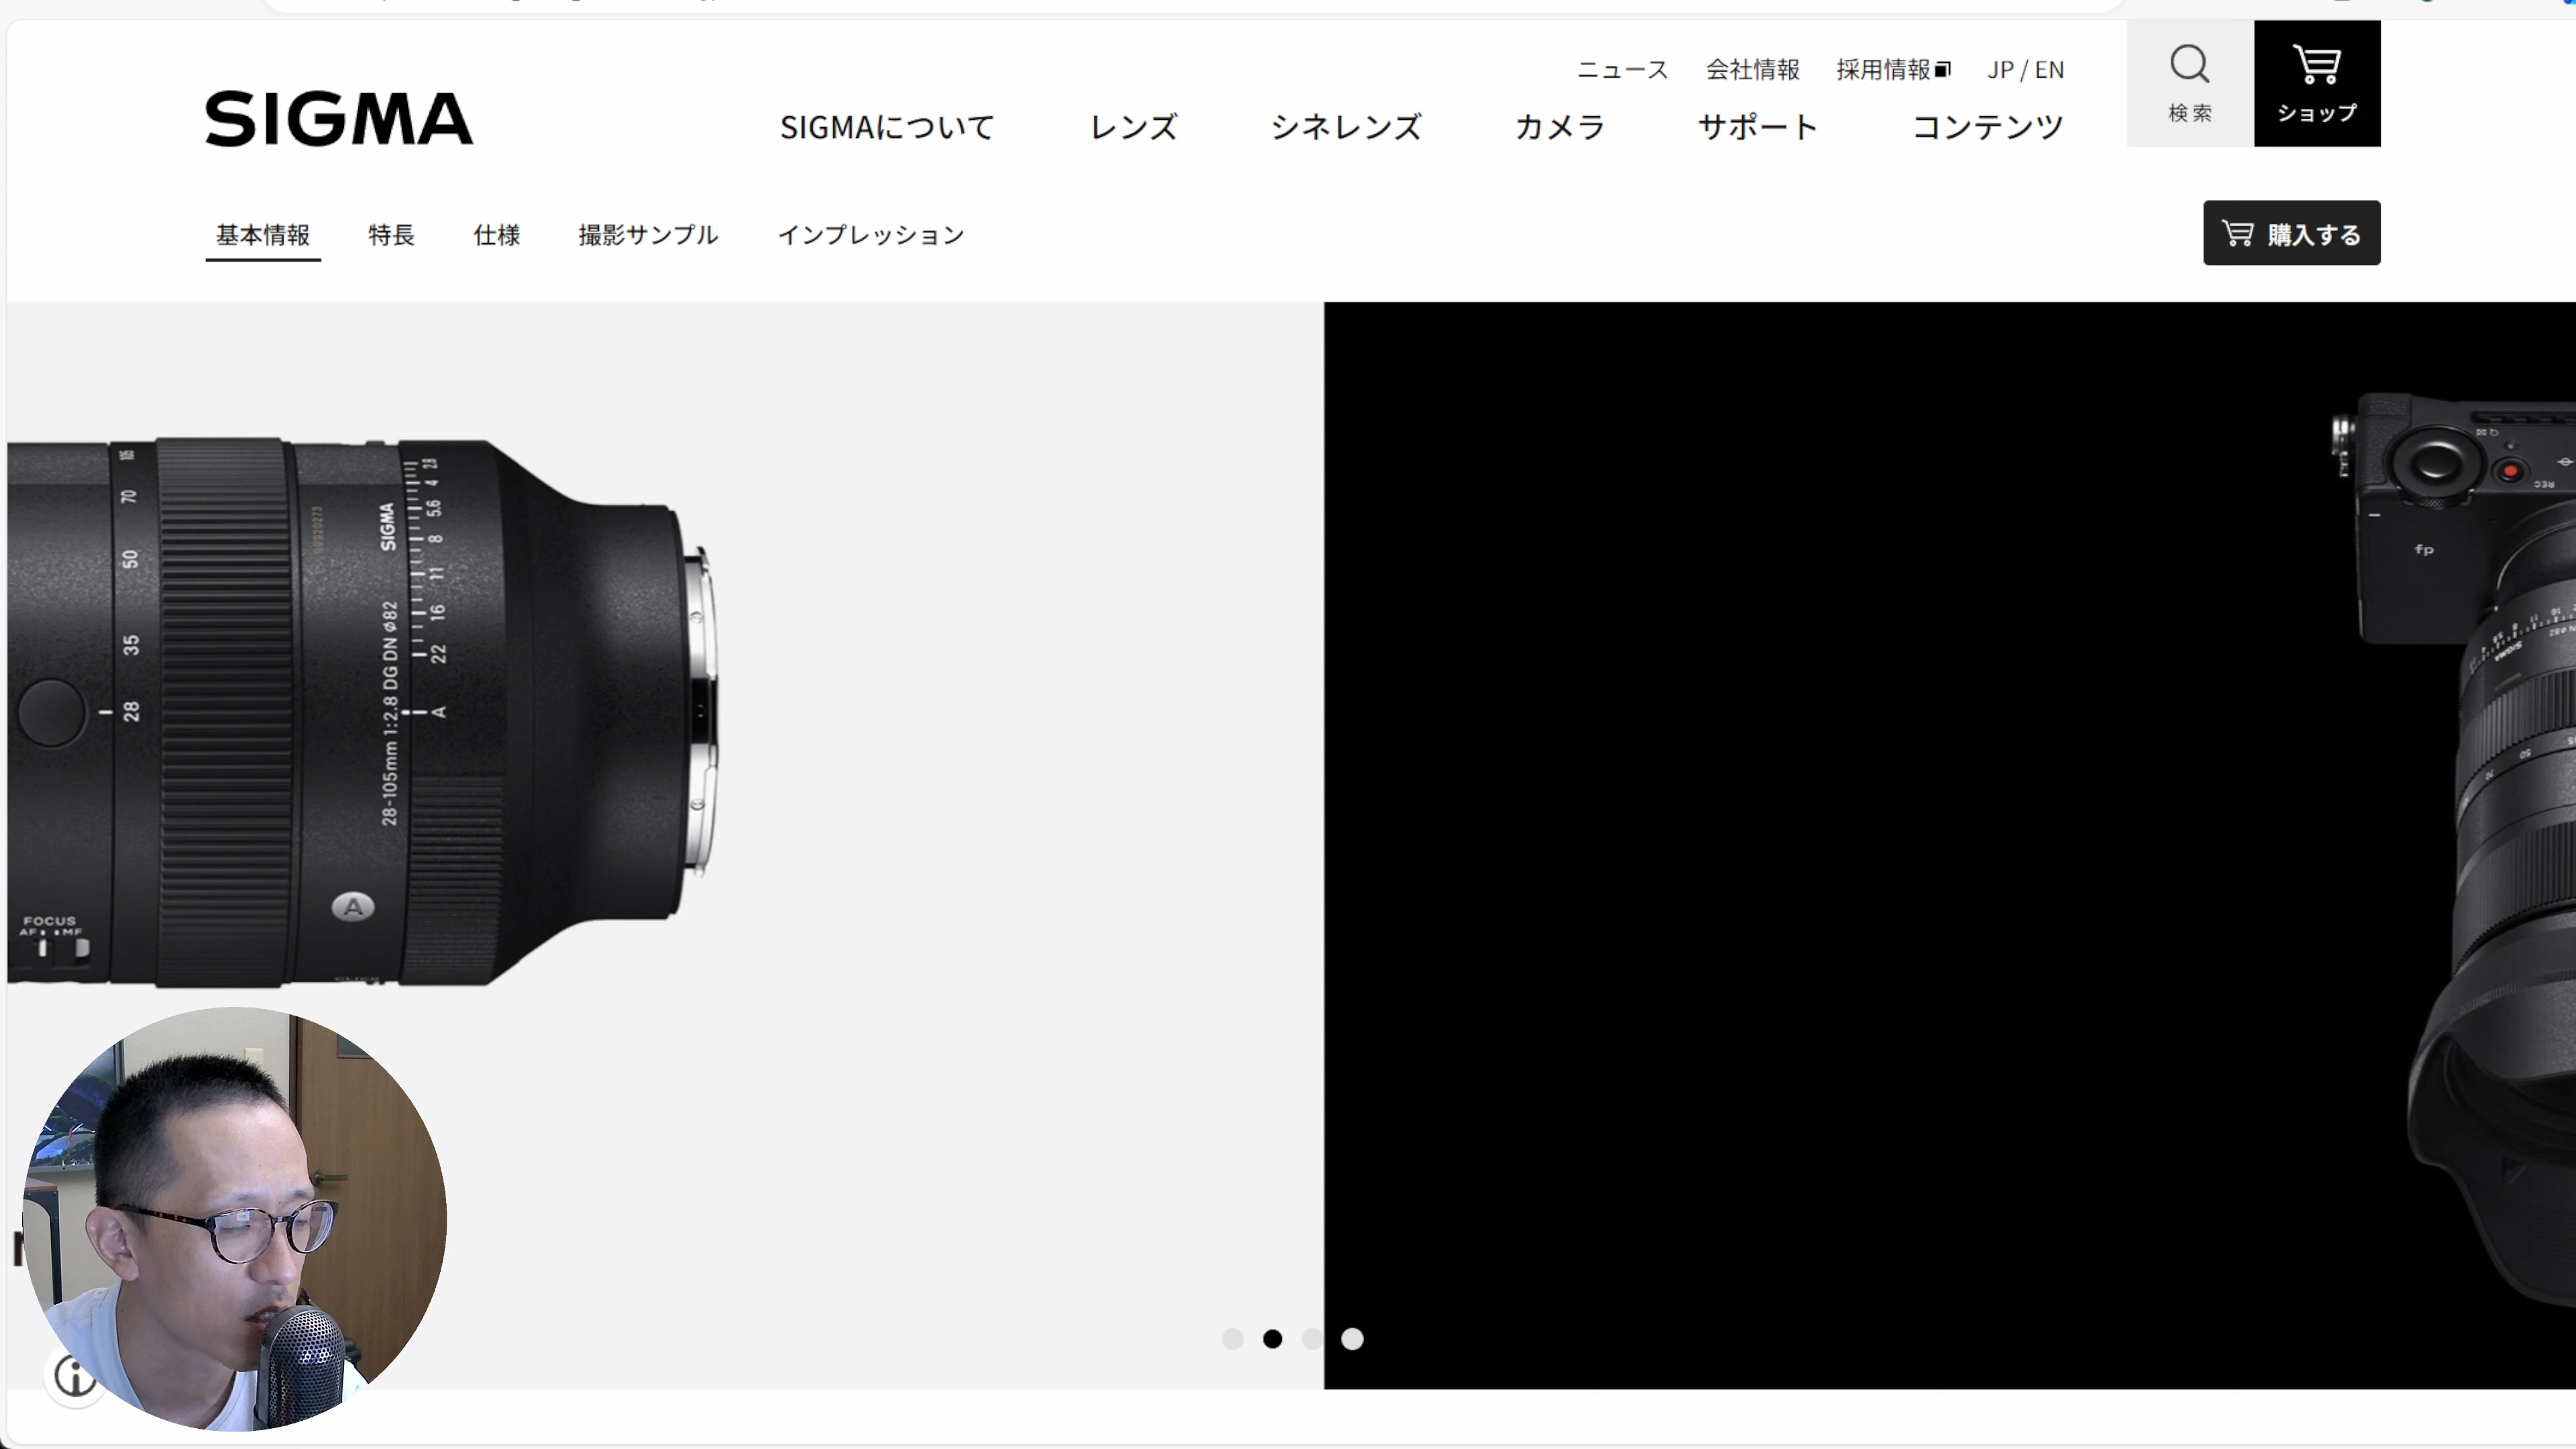 ニュース 会社情報 採用情報 JP / EN
検索
ショップ
SIGMA
SIGMAについて レンズ シネレンズ カメラ サポート コンテンツ
基本情報 特長 仕様 撮影サンプル インプレッション
購入する
105
70
50
35
28
SIGMA
28-105mm 1:2.8 DG DN ø82
2.8
4
5.6
8
11
16
22
A
A
FOCUS
AF MF
fp
REC
SIGMA
50
70